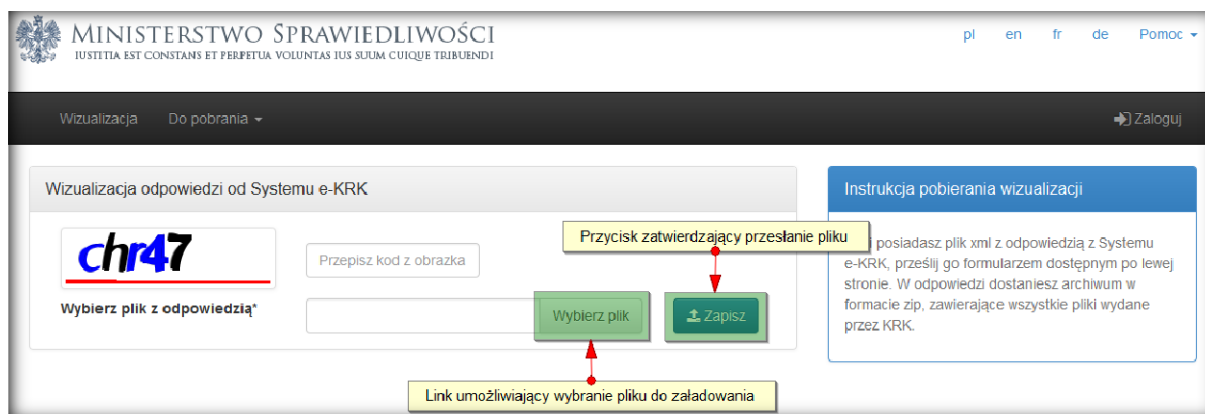 MINISTERSTWO SPRAWIEDLIWOŚCI
IUSTITIA EST CONSTANS ET PERPETUA VOLUNTAS IUS SUUM CUIQUE TRIBUENDI
pl en fr de Pomoc
Wizualizacja Do pobrania
Zaloguj
Wizualizacja odpowiedzi od Systemu e-KRK
chr47
Przepisz kod z obrazka
Wybierz plik z odpowiedzią*
Wybierz plik
Zapisz
Przycisk zatwierdzający przesłanie pliku
Link umożliwiający wybranie pliku do załadowania
Instrukcja pobierania wizualizacji
posiadasz plik xml z odpowiedzią z Systemu
e-KRK, prześlij go formularzem dostępnym po lewej
stronie. W odpowiedzi dostaniesz archiwum w
formacie zip, zawierające wszystkie pliki wydane
przez KRK.